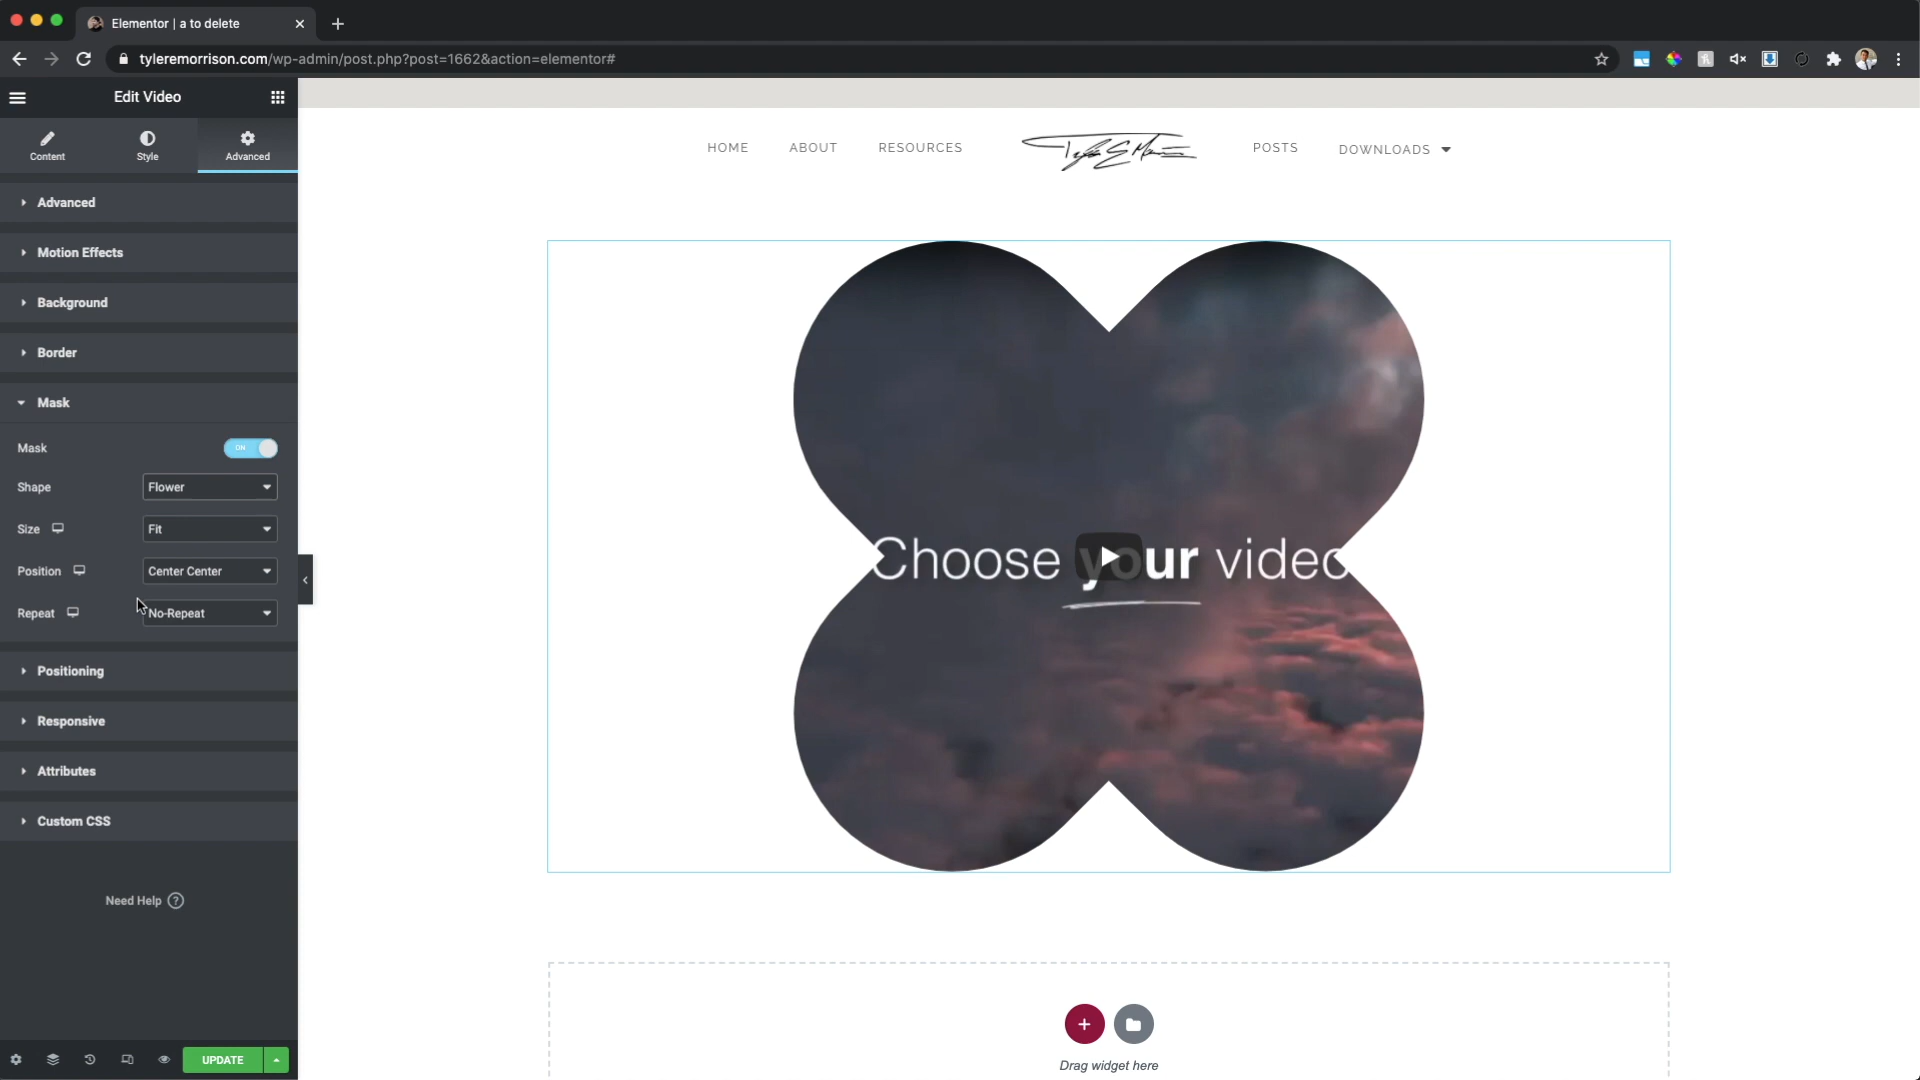 Elementor | a to delete
tyleremorrison.com/wp-admin/post.php?post=1662&action=elementor#
Edit Video
Content
Style
Advanced
HOME
ABOUT
RESOURCES
POSTS
DOWNLOADS
Advanced
Motion Effects
Background
Border
Mask
Mask
ON
Shape
Flower
Size
Fit
Position
Center Center
Repeat
No-Repeat
Positioning
Responsive
Attributes
Custom CSS
Need Help ?
UPDATE
Choose your video
Drag widget here